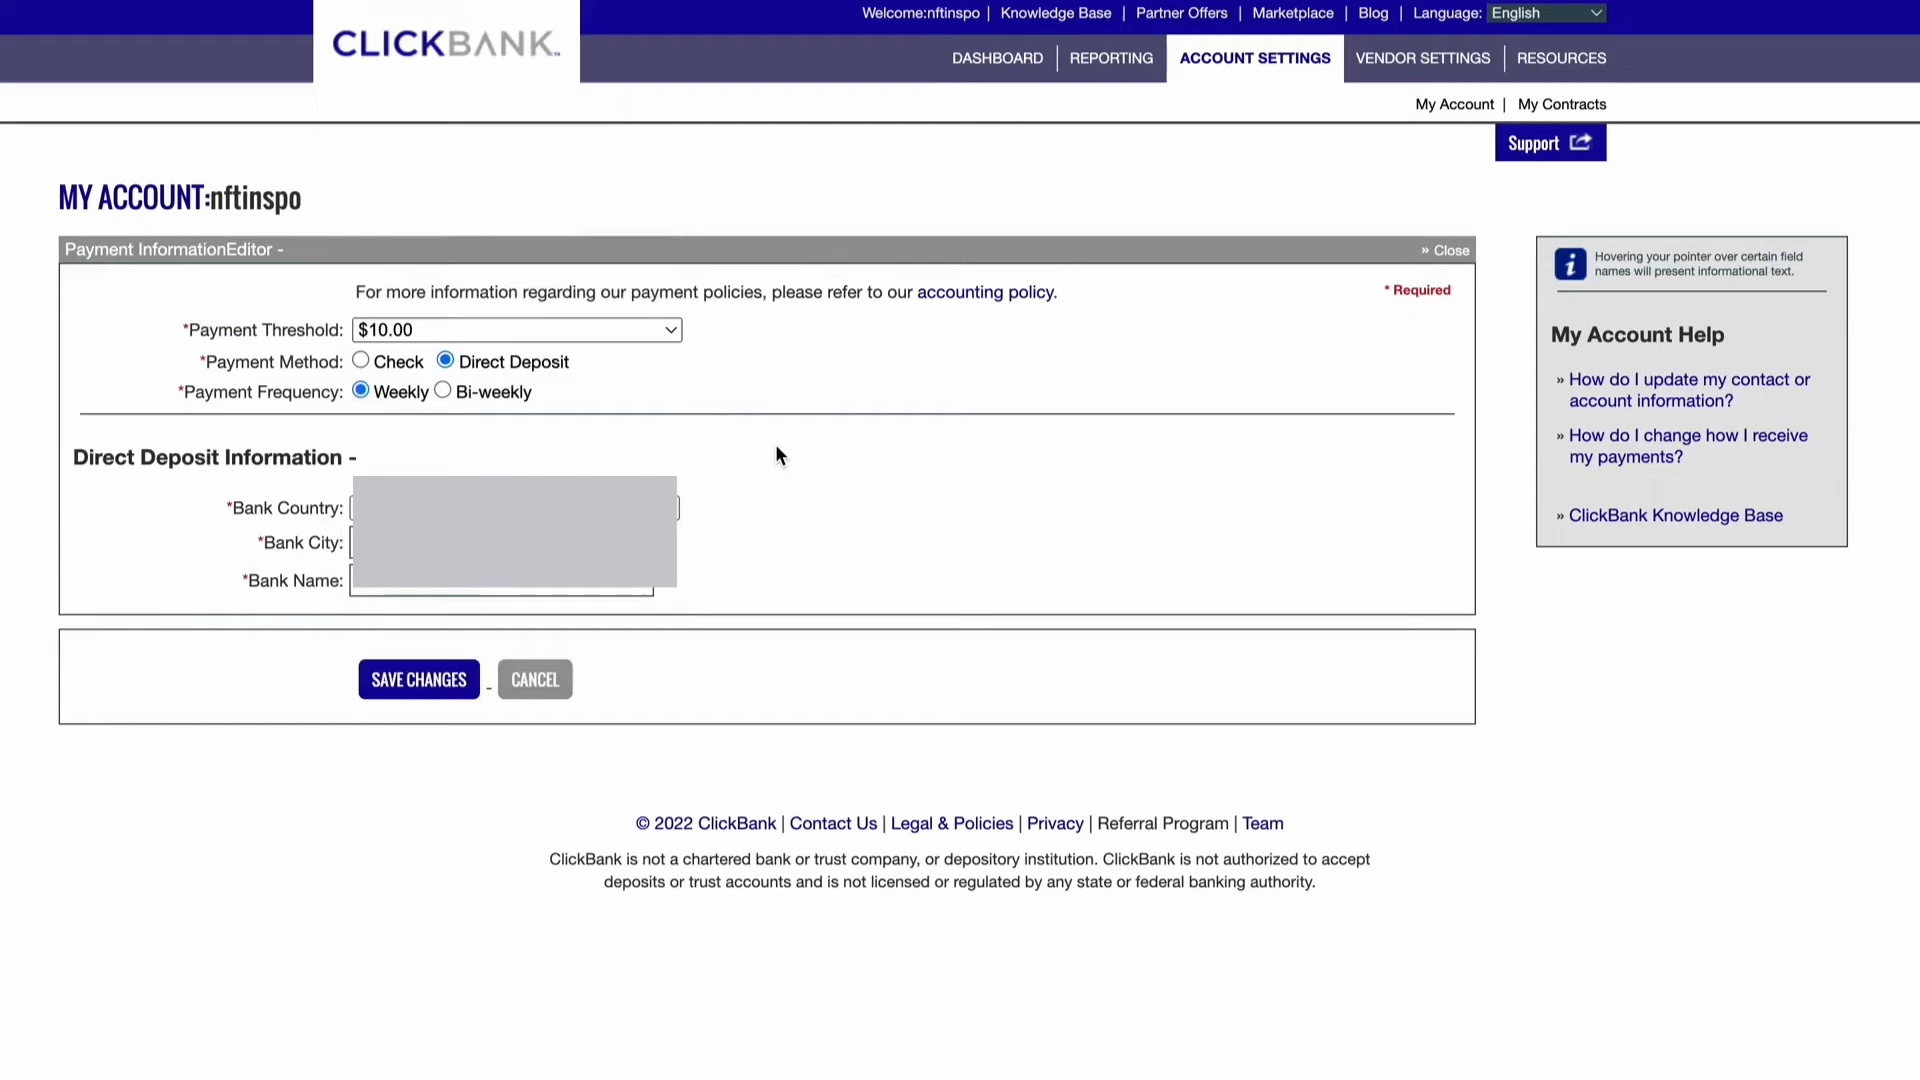 Welcome:nftinspo | Knowledge Base | Partner Offers | Marketplace | Blog | Language: English
CLICKBANK™
DASHBOARD | REPORTING ACCOUNT SETTINGS VENDOR SETTINGS | RESOURCES
My Account | My Contracts
Support
MY ACCOUNT:nftinspo
Payment InformationEditor -
» Close
For more information regarding our payment policies, please refer to our accounting policy.
* Required
*Payment Threshold: $10.00
*Payment Method: Check Direct Deposit
*Payment Frequency: Weekly Bi-weekly
Direct Deposit Information -
*Bank Country:
*Bank City:
*Bank Name:
SAVE CHANGES - CANCEL
i
Hovering your pointer over certain field
names will present informational text.
My Account Help
» How do I update my contact or
account information?
» How do I change how I receive
my payments?
» ClickBank Knowledge Base
© 2022 ClickBank | Contact Us | Legal & Policies | Privacy | Referral Program | Team
ClickBank is not a chartered bank or trust company, or depository institution. ClickBank is not authorized to accept
deposits or trust accounts and is not licensed or regulated by any state or federal banking authority.